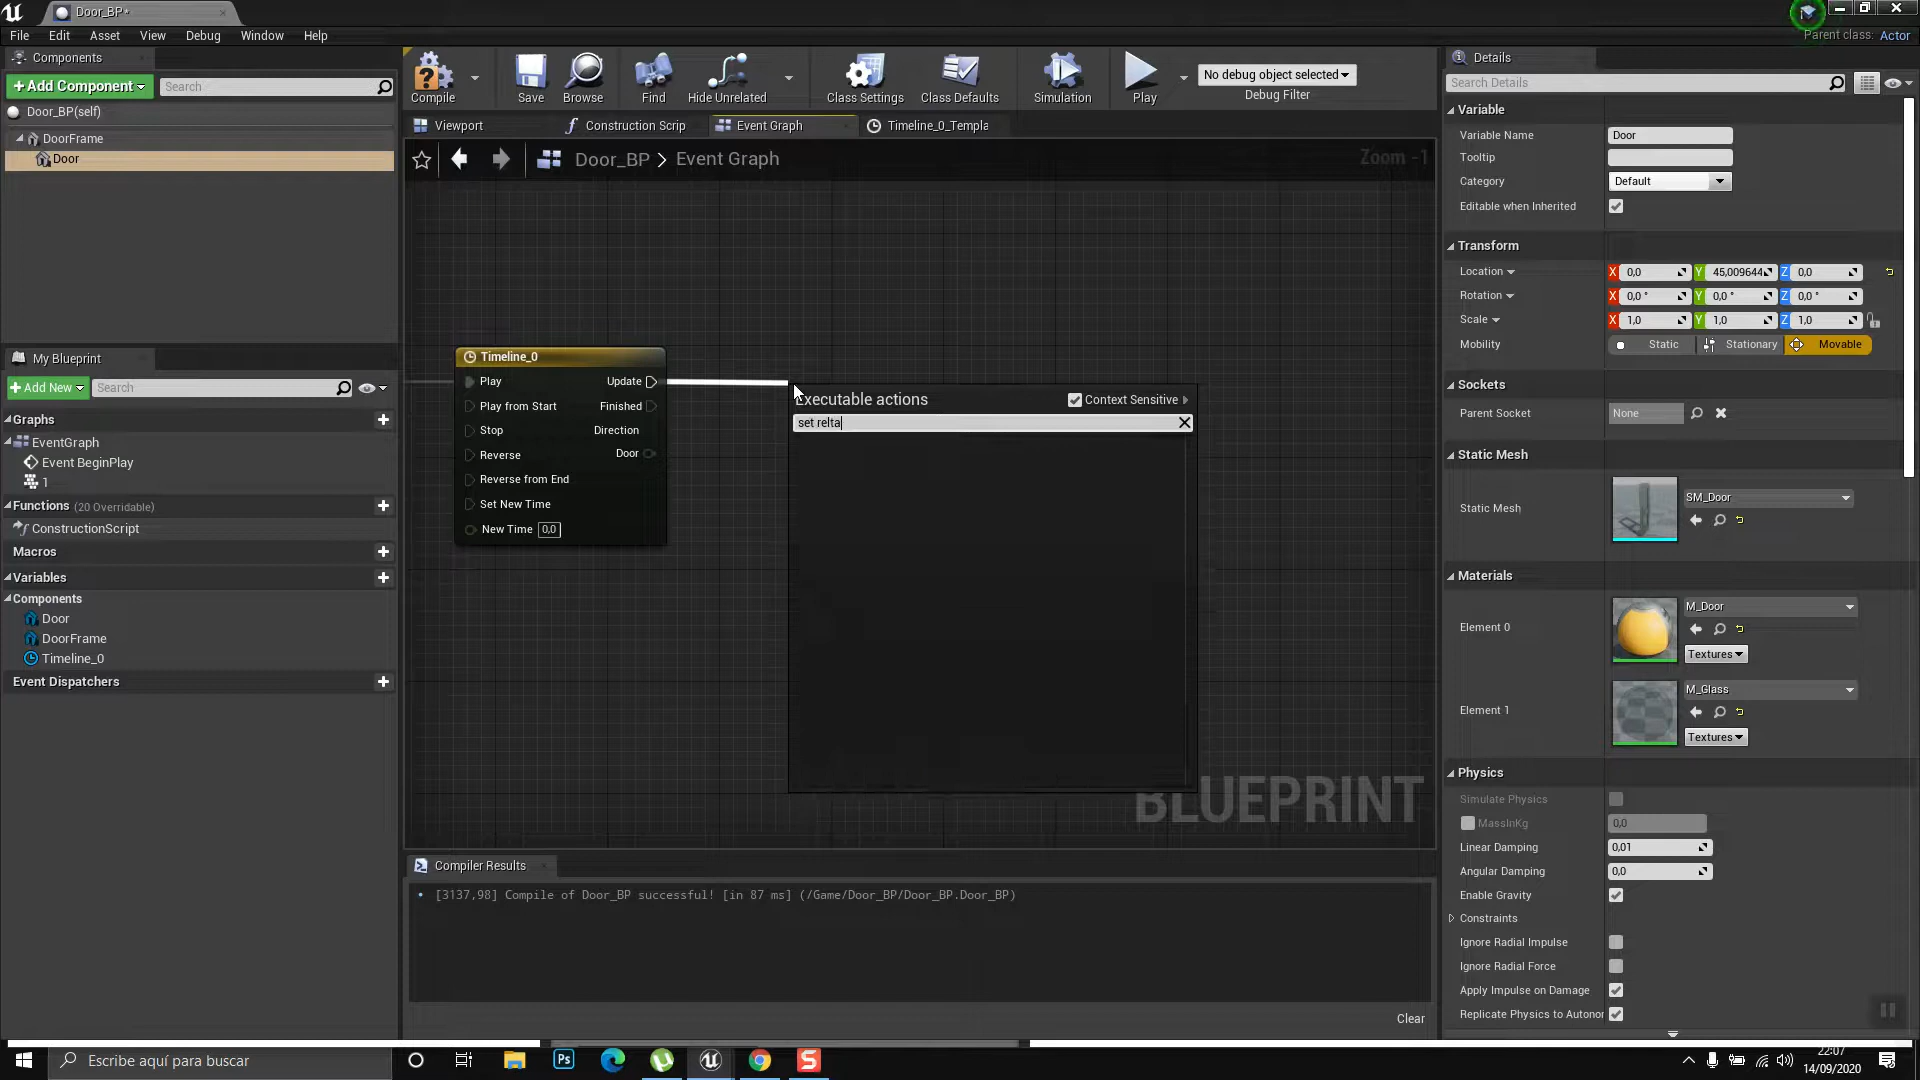 Door_BP*
File Edit Asset View Debug Window Help
Parent class: Actor
Components
+Add Component
Search
Door_BP(self)
DoorFrame
Door
My Blueprint
+Add New
Search
Graphs
EventGraph
Event BeginPlay
1
Functions (20 Overridable)
ConstructionScript
Macros
Variables
Components
Door
DoorFrame
Timeline_0
Event Dispatchers
Compile
Save
Browse
Find
Hide Unrelated
Class Settings
Class Defaults
Simulation
Play
No debug object selected
Debug Filter
Viewport
Construction Scrip
Event Graph
Timeline_0_Templa
Door_BP > Event Graph
Zoom -1
Timeline_0
Play Update
Play from Start Finished
Stop Direction
Reverse Door
Reverse from End
Set New Time
New Time 0,0
Executable actions
Context Sensitive
set relta
BLUEPRINT
Compiler Results
[3137,98] Compile of Door_BP successful! [in 87 ms] (/Game/Door_BP/Door_BP.Door_BP)
Clear
Details
Search Details
Variable
Variable Name Door
Tooltip
Category Default
Editable when Inherited
Transform
Location X 0,0 Y 45,009644 Z 0,0
Rotation X 0,0 ° Y 0,0 ° Z 0,0 °
Scale X 1,0 Y 1,0 Z 1,0
Mobility Static Stationary Movable
Sockets
Parent Socket None
Static Mesh
Static Mesh SM_Door
Materials
Element 0 M_Door
Textures
Element 1 M_Glass
Textures
Physics
Simulate Physics
MassInKg 0,0
Linear Damping 0,01
Angular Damping 0,0
Enable Gravity
Constraints
Ignore Radial Impulse
Ignore Radial Force
Apply Impulse on Damage
Replicate Physics to Autonor
Escribe aquí para buscar
Ps
S
22:07
14/09/2020